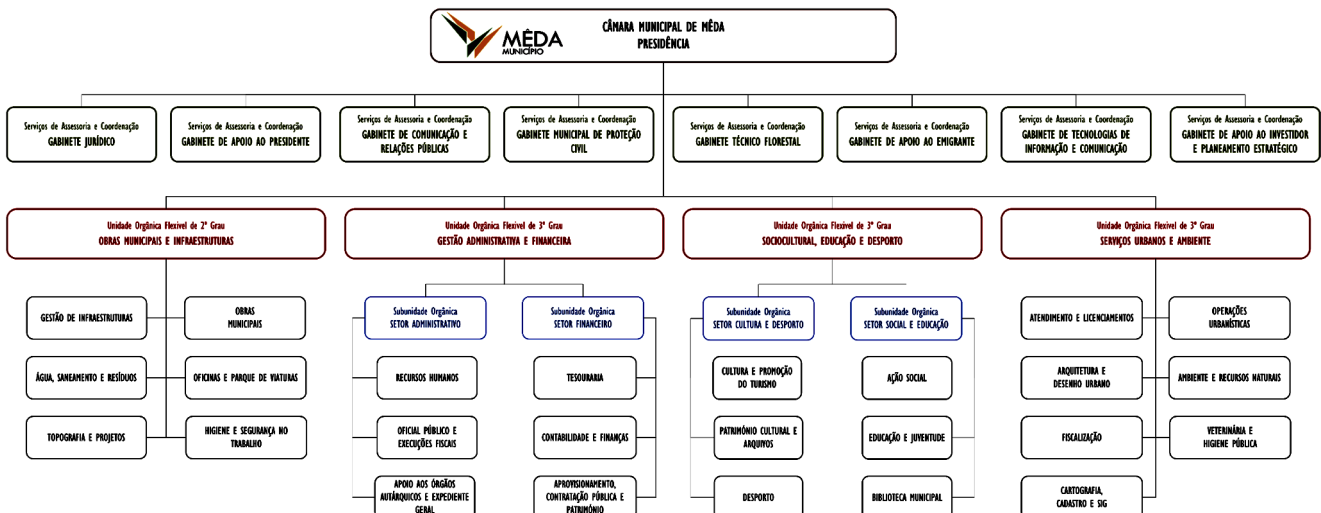 MÊDA
MUNICÍPIO
CÂMARA MUNICIPAL DE MÊDA
PRESIDÊNCIA
Serviços de Assessoria e Coordenação
GABINETE JURÍDICO
Serviços de Assessoria e Coordenação
GABINETE DE APOIO AO PRESIDENTE
Serviços de Assessoria e Coordenação
GABINETE DE COMUNICAÇÃO E
RELAÇÕES PÚBLICAS
Serviços de Assessoria e Coordenação
GABINETE MUNICIPAL DE PROTEÇÃO
CIVIL
Serviços de Assessoria e Coordenação
GABINETE TÉCNICO FLORESTAL
Serviços de Assessoria e Coordenação
GABINETE DE APOIO AO EMIGRANTE
Serviços de Assessoria e Coordenação
GABINETE DE TECNOLOGIAS DE
INFORMAÇÃO E COMUNICAÇÃO
Serviços de Assessoria e Coordenação
GABINETE DE APOIO AO INVESTIDOR
E PLANEAMENTO ESTRATÉGICO
Unidade Orgânica Flexível de 2º Grau
OBRAS MUNICIPAIS E INFRAESTRUTURAS
Unidade Orgânica Flexível de 3º Grau
GESTÃO ADMINISTRATIVA E FINANCEIRA
Unidade Orgânica Flexível de 3º Grau
SOCIOCULTURAL, EDUCAÇÃO E DESPORTO
Unidade Orgânica Flexível de 3º Grau
SERVIÇOS URBANOS E AMBIENTE
GESTÃO DE INFRAESTRUTURAS
OBRAS
MUNICIPAIS
ÁGUA, SANEAMENTO E RESÍDUOS
OFICINAS E PARQUE DE VIATURAS
TOPOGRAFIA E PROJETOS
HIGIENE E SEGURANÇA NO
TRABALHO
Subunidade Orgânica
SETOR ADMINISTRATIVO
RECURSOS HUMANOS
OFICIAL PÚBLICO E
EXECUÇÕES FISCAIS
APOIO AOS ÓRGÃOS
AUTÁRQUICOS E EXPEDIENTE
GERAL
Subunidade Orgânica
SETOR FINANCEIRO
TESOURARIA
CONTABILIDADE E FINANÇAS
APROVISIONAMENTO,
CONTRATAÇÃO PÚBLICA E
PATRIMÓNIO
Subunidade Orgânica
SETOR CULTURA E DESPORTO
CULTURA E PROMOÇÃO
DO TURISMO
PATRIMÓNIO CULTURAL E
ARQUIVOS
DESPORTO
Subunidade Orgânica
SETOR SOCIAL E EDUCAÇÃO
AÇÃO SOCIAL
EDUCAÇÃO E JUVENTUDE
BIBLIOTECA MUNICIPAL
ATENDIMENTO E LICENCIAMENTOS
OPERAÇÕES
URBANÍSTICAS
ARQUITETURA E
DESENHO URBANO
AMBIENTE E RECURSOS NATURAIS
FISCALIZAÇÃO
VETERINÁRIA E
HIGIENE PÚBLICA
CARTOGRAFIA,
CADASTRO E SIG